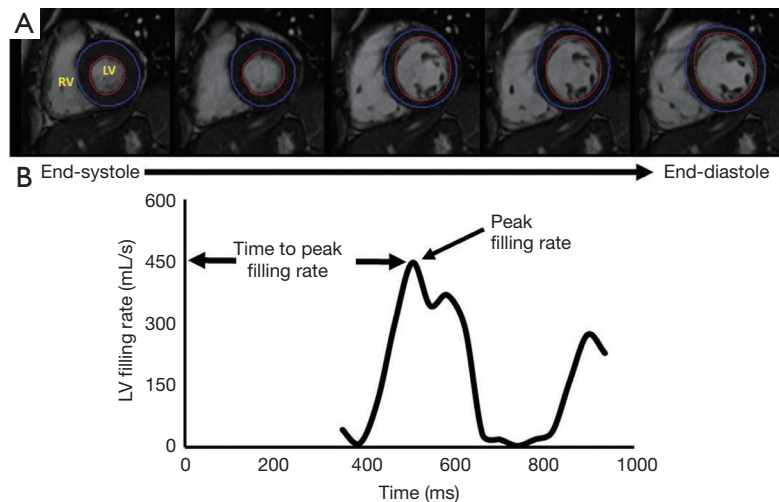 A
RV
LV
B
End-systole
End-diastole
600
450
300
150
0
LV filling rate (mL/s)
Time to peak
filling rate
Peak
filling rate
0
200
400
600
800
1000
Time (ms)